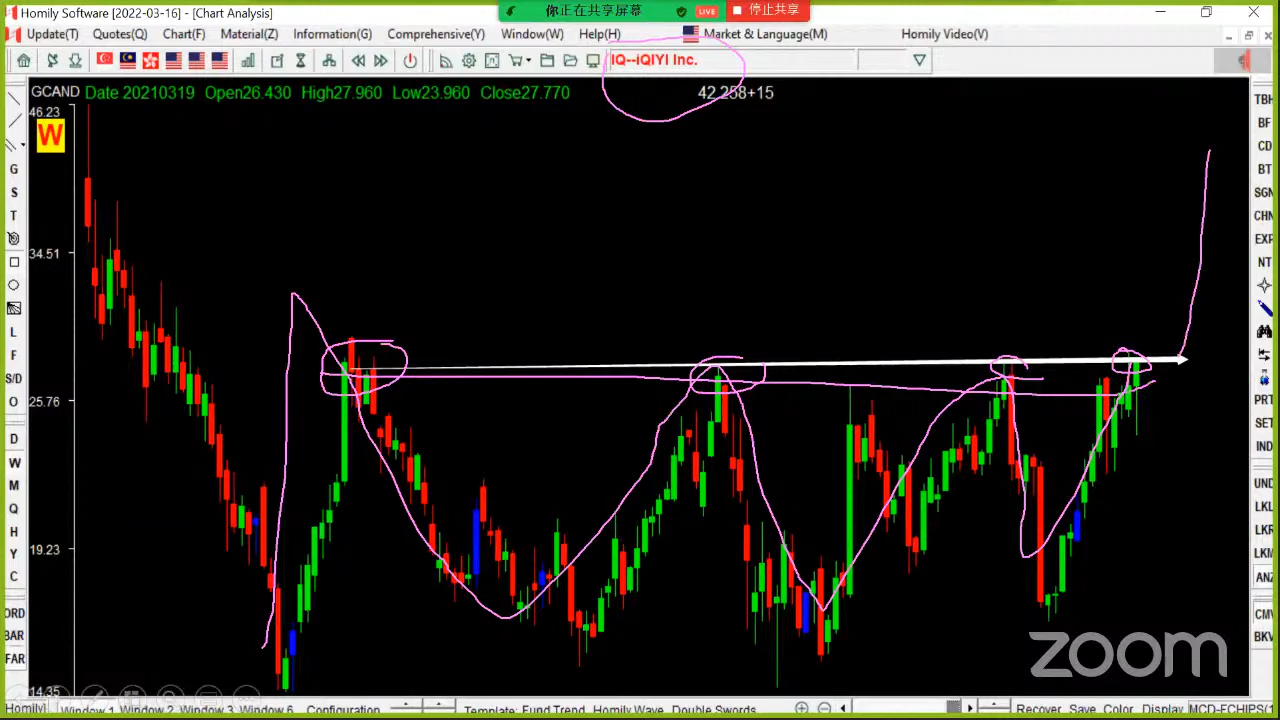 Homily Software [2022-03-16] - [Chart Analysis]
你正在共享屏幕 LIVE 停止共享
Update(T) Quotes(Q) Chart(F) Material(Z) Information(G) Comprehensive(Y) Window(W) Help(H) Market & Language(M) Homily Video(V)
IQ--iQIYI Inc.
GCAND Date 20210319 Open26.430 High27.960 Low23.960 Close27.770 42.258+15
46.23
W
34.51
25.76
19.23
14.35
G
S
T
L
F
S/D
O
D
W
M
Q
H
Y
C
ORD
BAR
FAR
TBH
BF
CD
BT
SGN
CHN
EXP
NT
PRT
SET
IND
UND
LKL
LKR
LKM
ANZ
CMV
BKV
zoom
Homily Window 1 Window 2 Window 3 Window 6 Configuration Template: Fund Trend Homily Wave Double Swords Recover Save Color Display MCD-ECHIPS(1